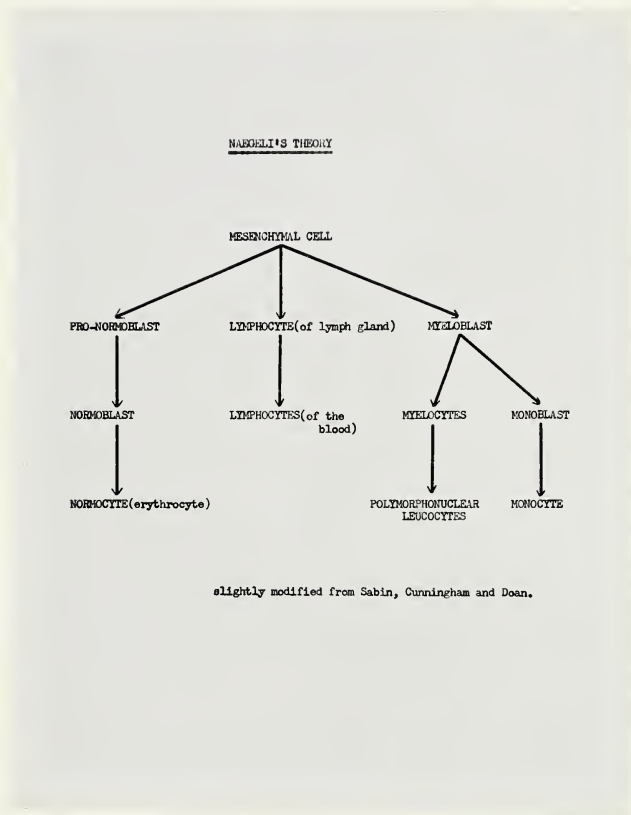 NAEGELI'S THEORY
MESENCHYMAL CELL
PRO-NORMOBLAST
LYMPHOCYTE(of lymph gland)
MYELOBLAST
NORMOBLAST
LYMPHOCYTES(of the
blood)
MYELOCYTES
MONOBLAST
NORMOCYTE(erythrocyte)
POLYMORPHONUCLEAR
LEUCOCYTES
MONOCYTE
slightly modified from Sabin, Cunningham and Doan.